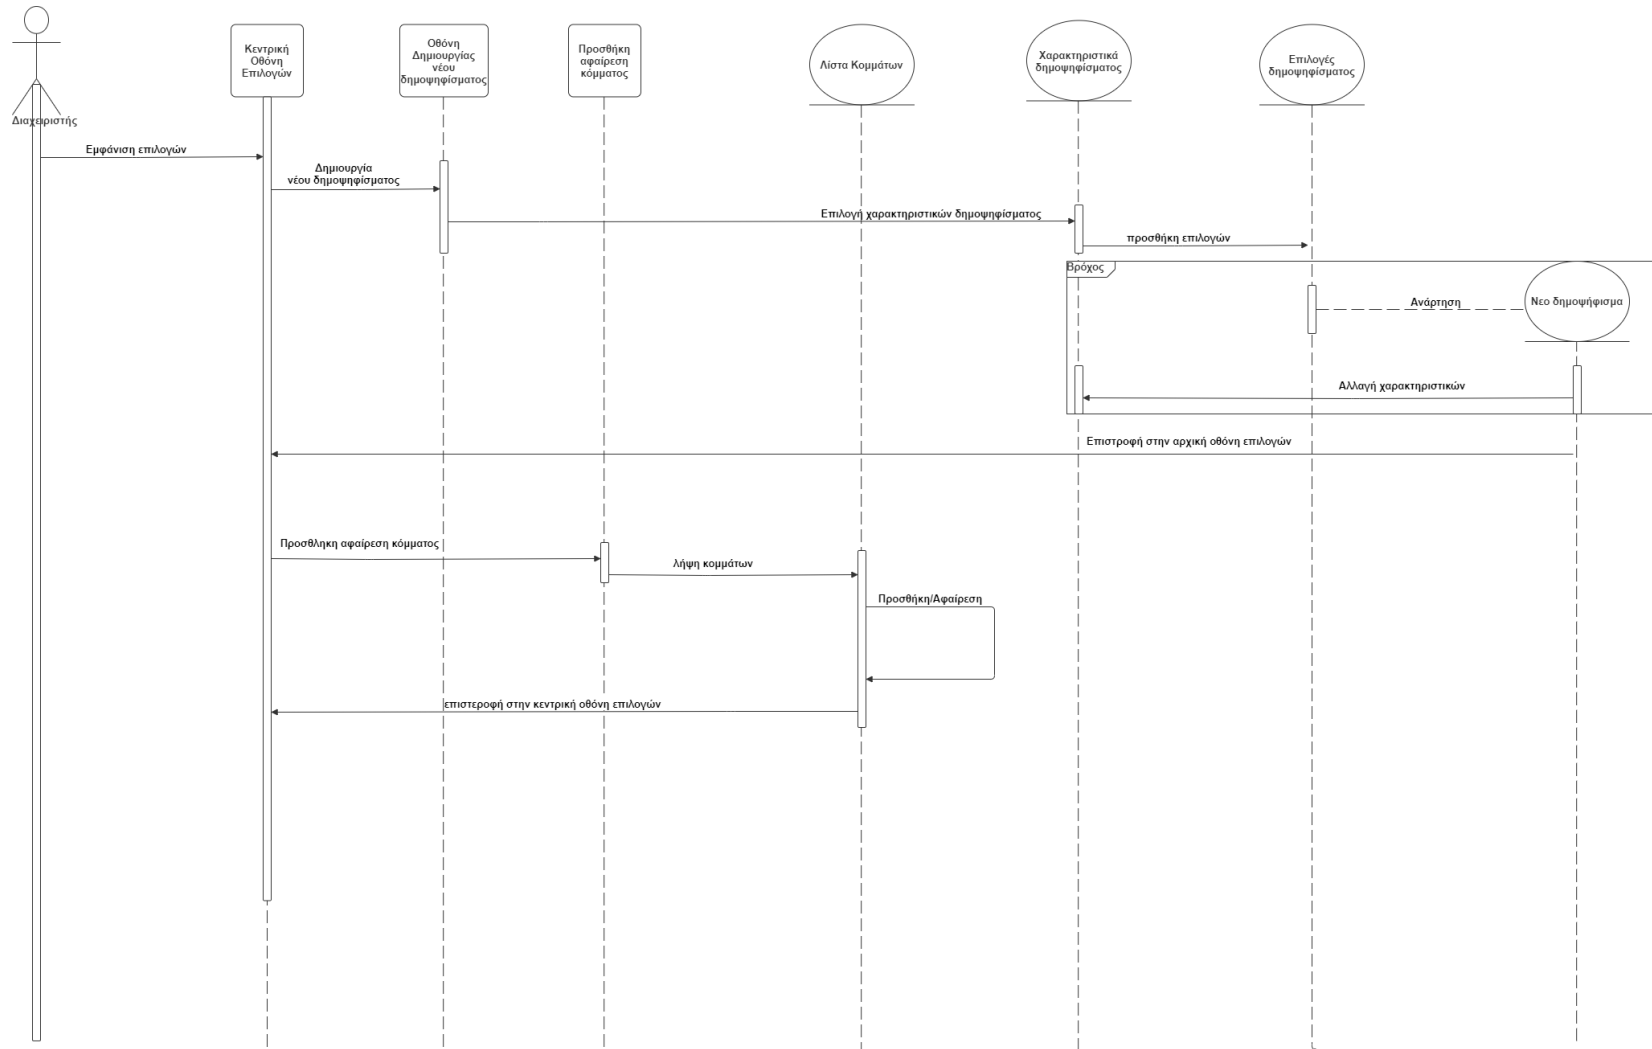 Κεντρική
Οθόνη
Επιλογών
Οθόνη
Δημιουργίας
νέου
δημοψηφίσματος
Προσθήκη
αφαίρεση
κόμματος
Λίστα Κομμάτων
Χαρακτηριστικά
δημοψηφίσματος
Επιλογές
δημοψηφίσματος
Διαχειριστής
Εμφάνιση επιλογών
Δημιουργία
νέου δημοψηφίσματος
Επιλογή χαρακτηριστικών δημοψηφίσματος
προσθήκη επιλογών
Βρόχος
Ανάρτηση
Νεο δημοψήφισμα
Αλλαγή χαρακτηριστικών
Επιστροφή στην αρχική οθόνη επιλογών
Προσθληκη αφαίρεση κόμματος
λήψη κομμάτων
Προσθήκη/Αφαίρεση
επιστεροφή στην κεντρική οθόνη επιλογών